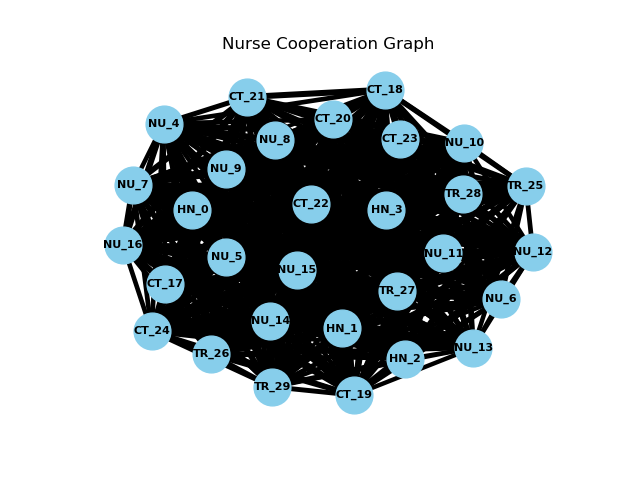 Nurse Cooperation Graph
CT_18
CT_21
CT_20
NU_4
CT_23
NU_8
NU_10
NU_9
NU_7
TR_25
TR_28
CT_22
HN_0
HN_3
NU_16
NU_12
NU_11
NU_5
NU_15
CT_17
TR_27
NU_6
NU_14
HN_1
CT_24
NU_13
TR_26
HN_2
TR_29
CT_19